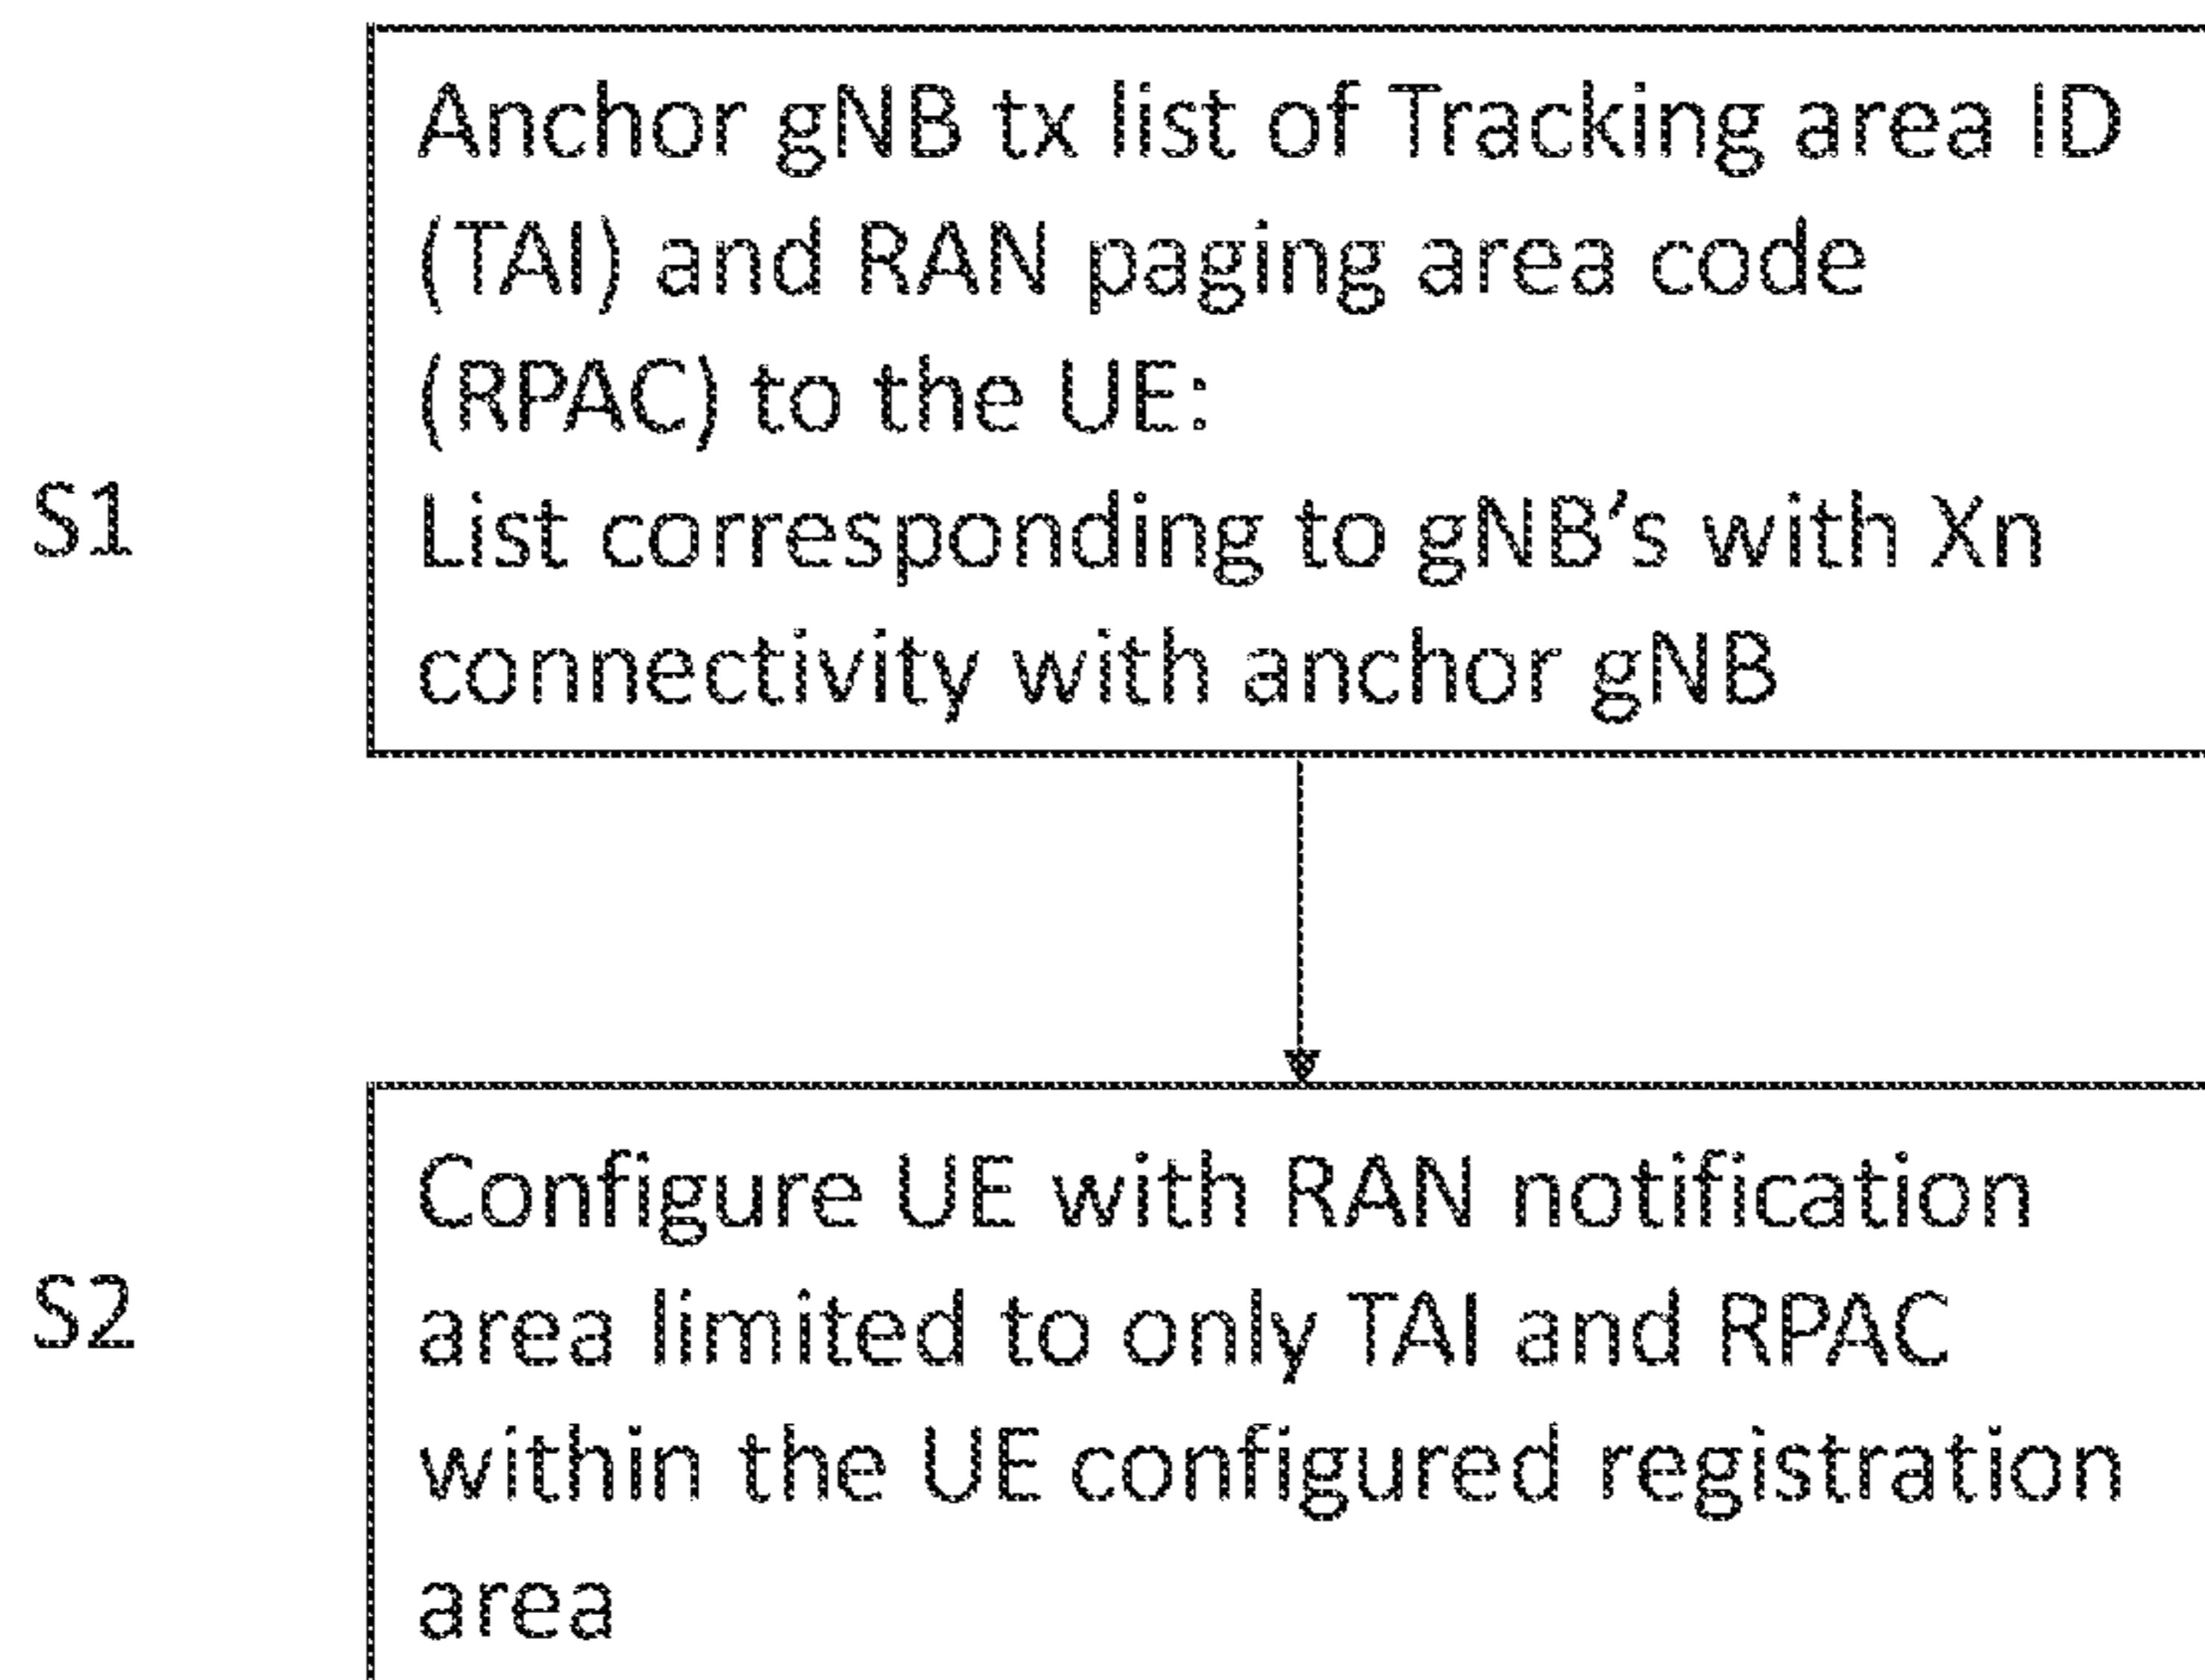 Anchor gNB tx list of Tracking area ID
(TAI) and RAN paging area code
(RPAC) to the UE:
S1
List corresponding to gNB's with Xn
connectivity with anchor gNB
Configure UE with RAN notification
S2
area limited to only TAI and RPAC
within the UE configured registration
area